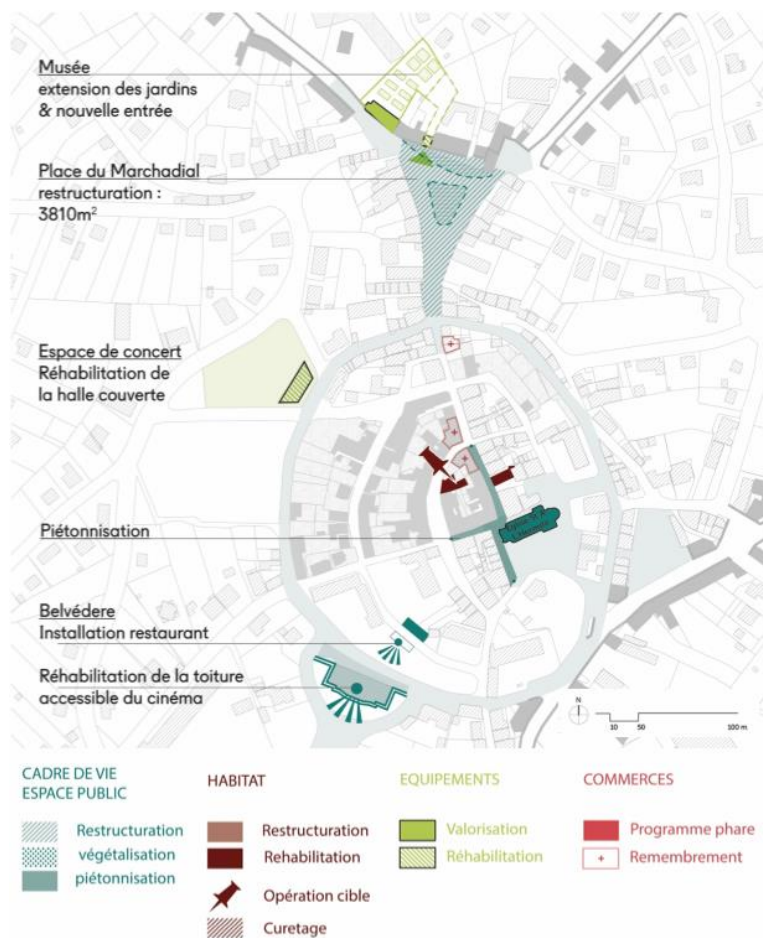 Musée
extension des jardins
& nouvelle entrée
Place du Marchadial
restructuration :
3810m²
Espace de concert
Réhabilitation de
la halle couverte
Piétonnisation
Belvédere
Installation restaurant
Réhabilitation de la toiture
accessible du cinéma
N
10 50 100 m
CADRE DE VIE
ESPACE PUBLIC
Restructuration
végétalisation
piétonnisation
HABITAT
Restructuration
Rehabilitation
Opération cible
Curetage
EQUIPEMENTS
Valorisation
Réhabilitation
COMMERCES
Programme phare
Remembrement